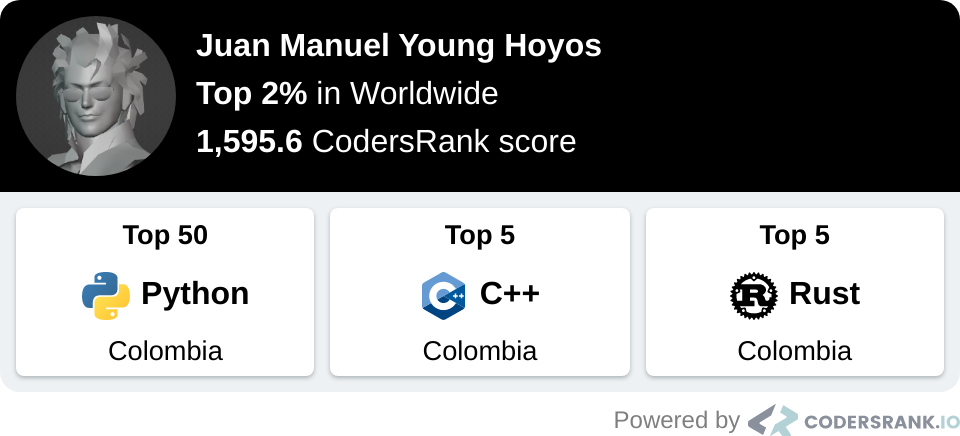 Juan Manuel Young Hoyos
Top 2% in Worldwide
1,595.6 CodersRank score
Top 50
Python
Colombia
Top 5
C++
Colombia
Top 5
Rust
Colombia
Powered by CODERSRANK.IO